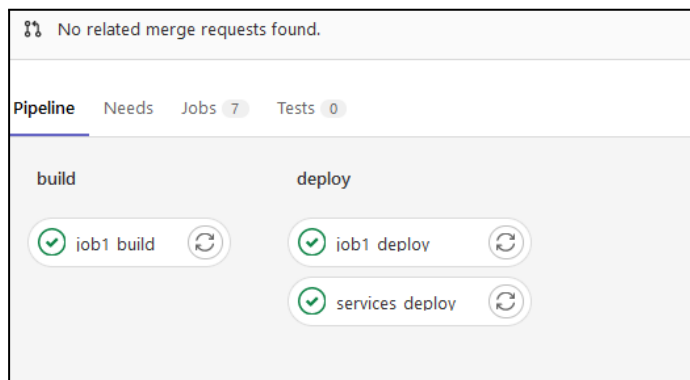 No related merge requests found.
Pipeline Needs Jobs 7 Tests 0
build deploy
job1 build job1 deploy
services deploy